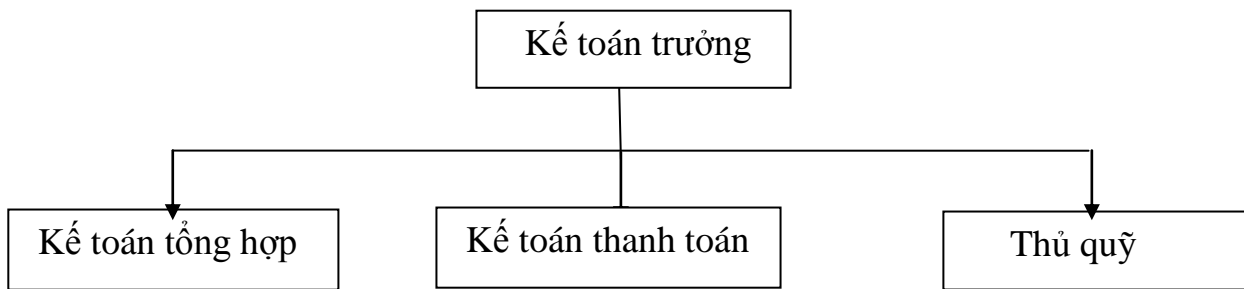 Kế toán trưởng
Kế toán tổng hợp
Kế toán thanh toán
Thủ quỹ